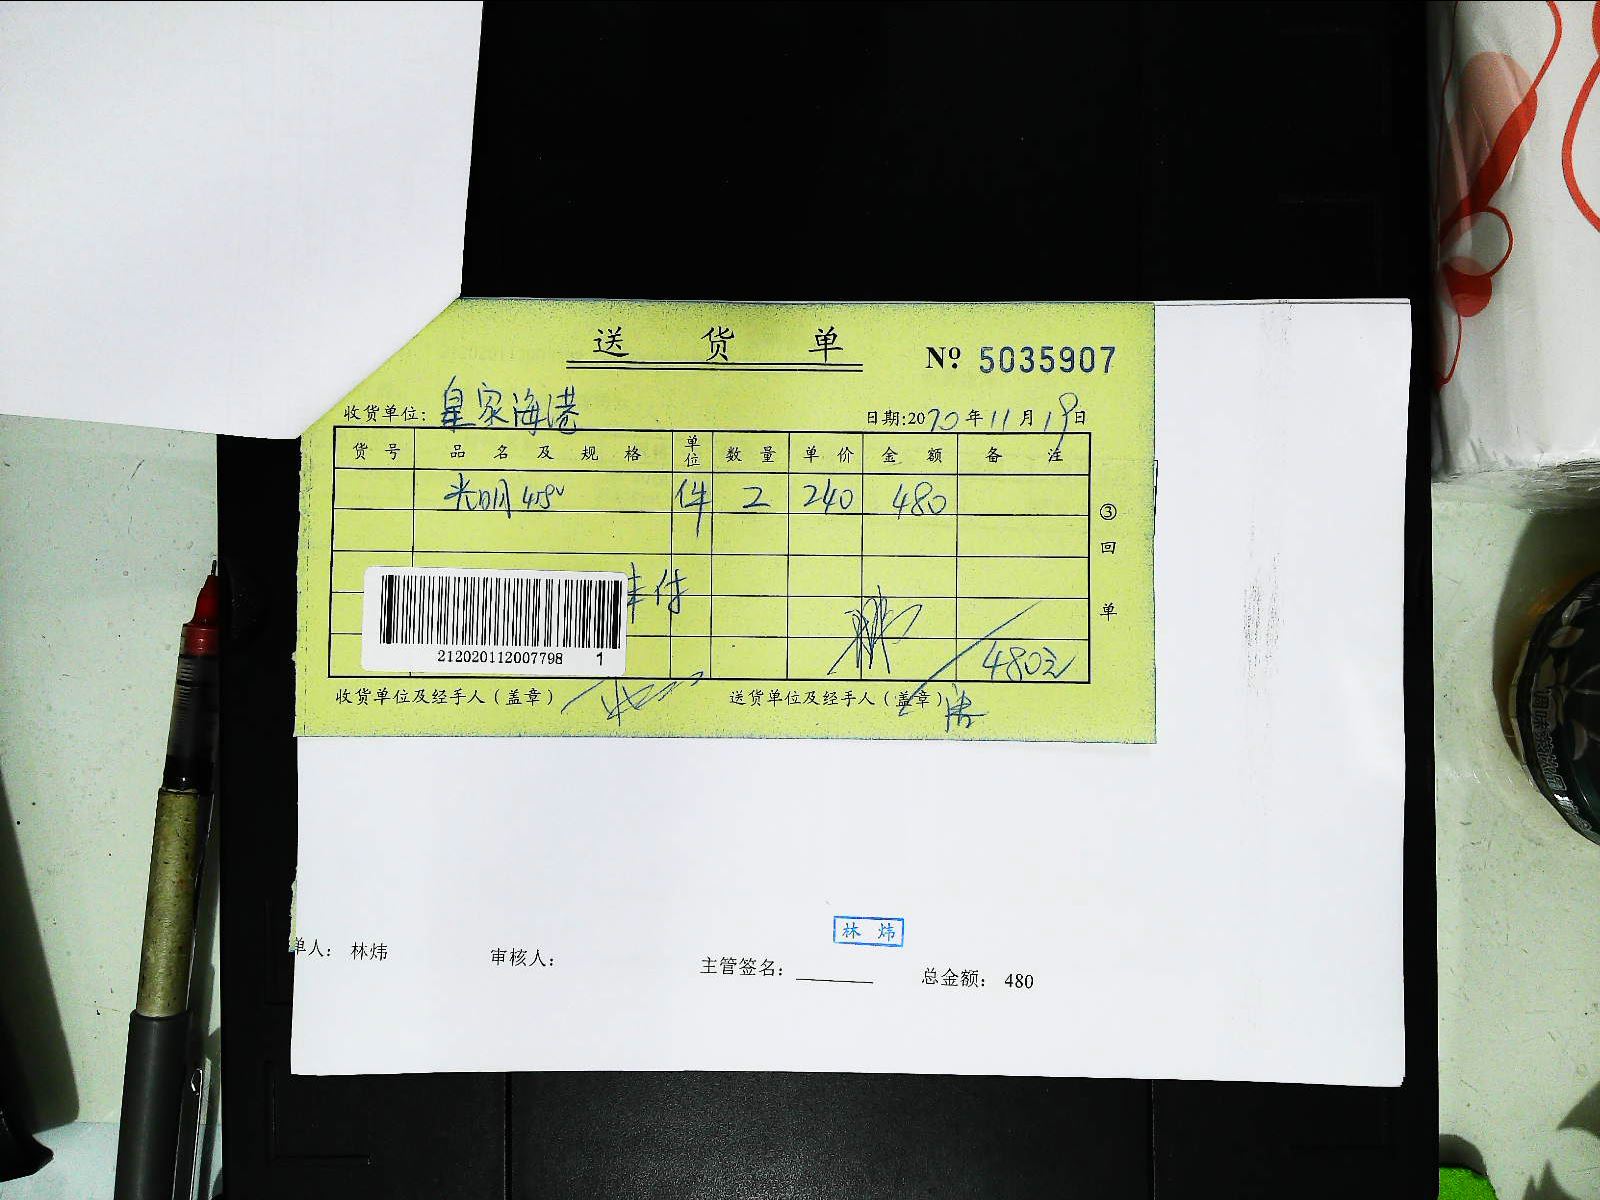 送 货 单
№ 5035907
收货单位: 皇家海港 日期:2020年11月19日
货号 品名及规格 单位 数量 单价 金额 备注
光明 458 件 2 240 480
③ 回 单
未付
212020112007798 1
480元
收货单位及经手人(盖章) 送货单位及经手人(盖章)
林 炜
单人: 林炜 审核人: 主管签名: 总金额: 480